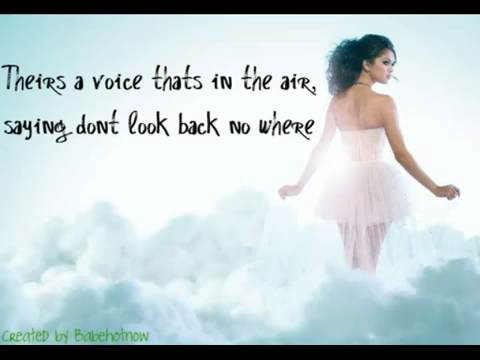 Theirs a voice thats in the air,
saying dont look back no where
Created by Babehotnow